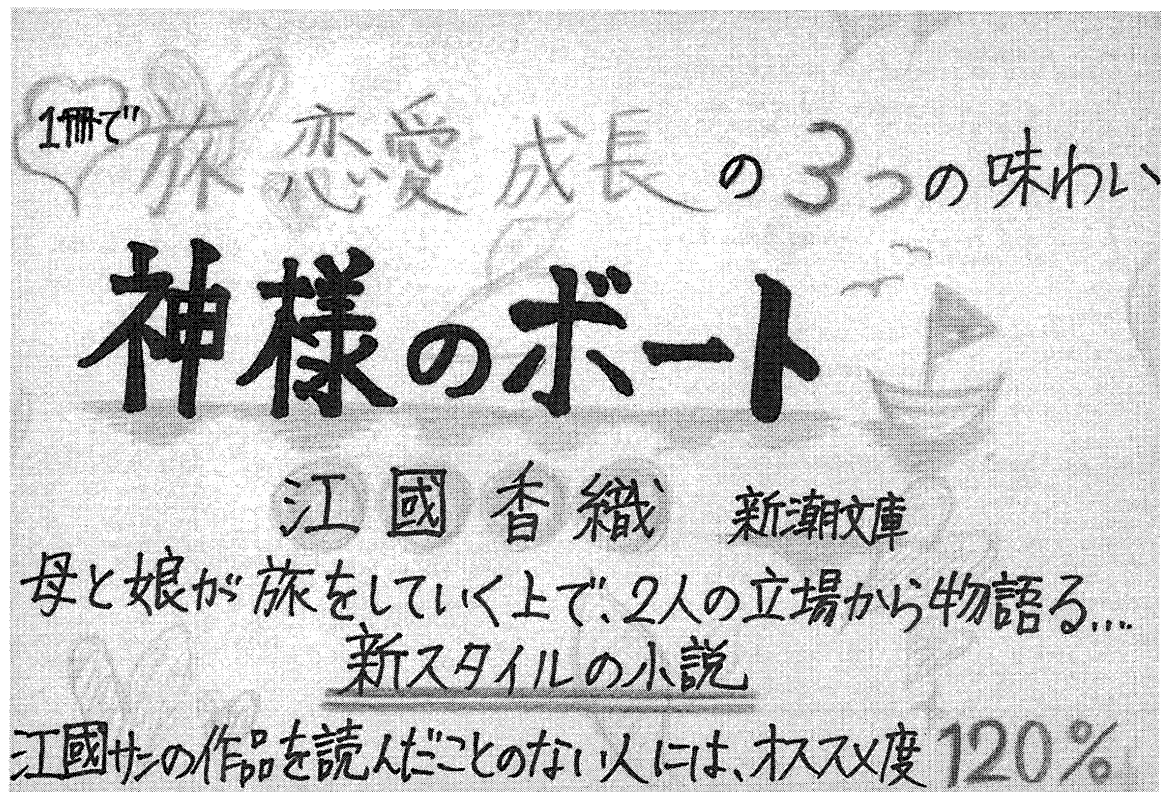 1冊で 旅 恋愛 成長 の 3つの 味わい
神様のボート
江國香織 新潮文庫
母と娘が旅をしていく上で、2人の立場から物語る…
新スタイルの小説
江國サンの作品を読んだことのない人には、オススメ度120%